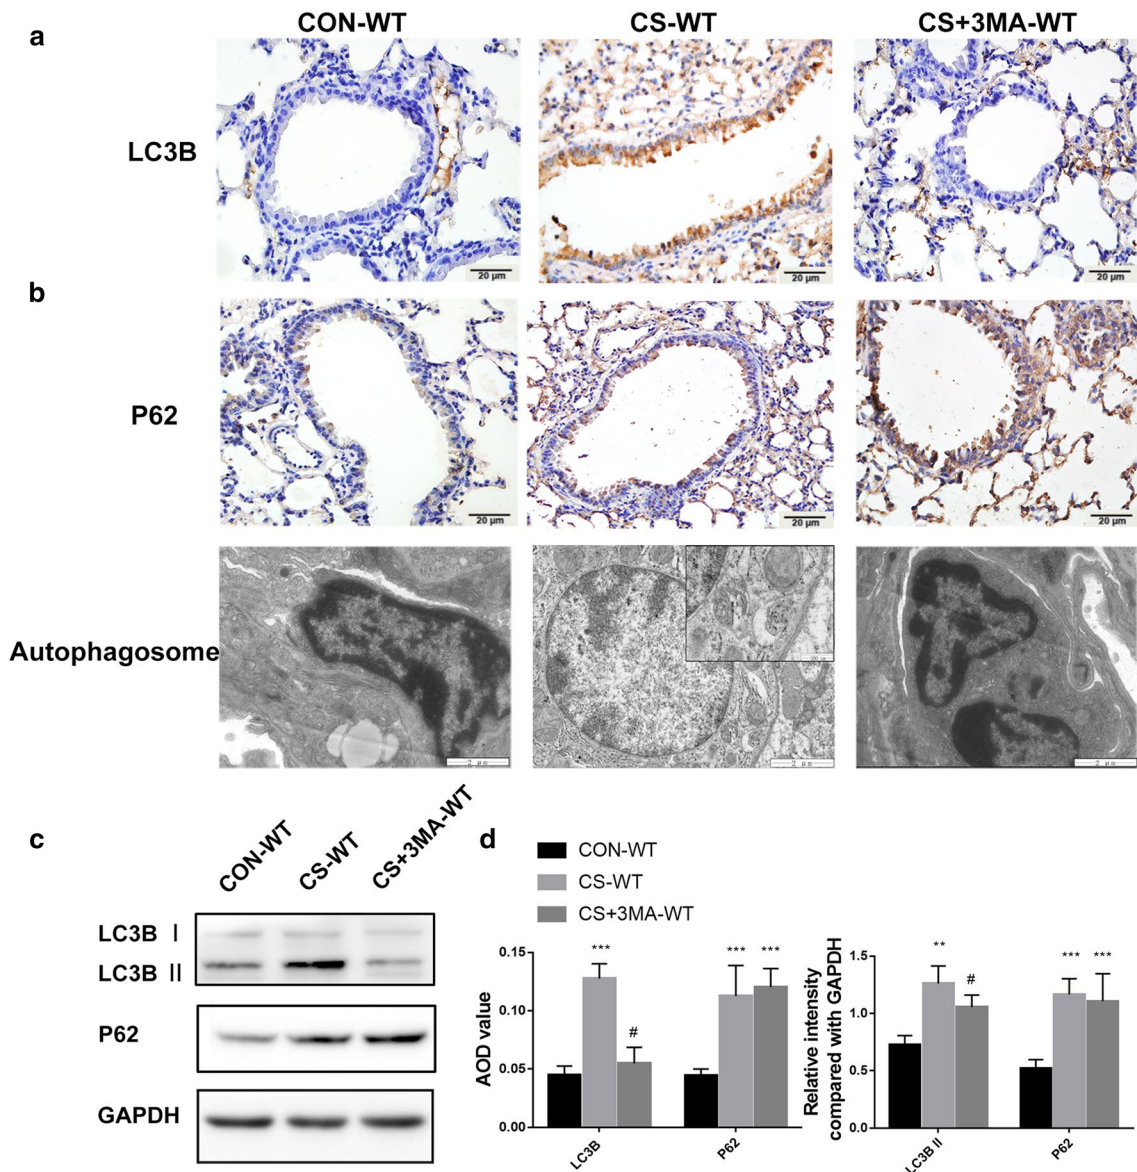 CON-WT CS-WT CS+3MA-WT
a
LC3B
20 μm 20 μm 20 μm
b
P62
20 μm 20 μm 20 μm
Autophagosome
2 μm 2 μm 2 μm
c
CON-WT CS-WT CS+3MA-WT
LC3B I
LC3B II
P62
GAPDH
d
CON-WT
CS-WT
CS+3MA-WT
AOD value
0.15
0.10
0.05
0.00
*** # *** ***
LC3B P62
Relative intensity
compared with GAPDH
2.0
1.5
1.0
0.5
0.0
** # *** ***
LC3B II P62